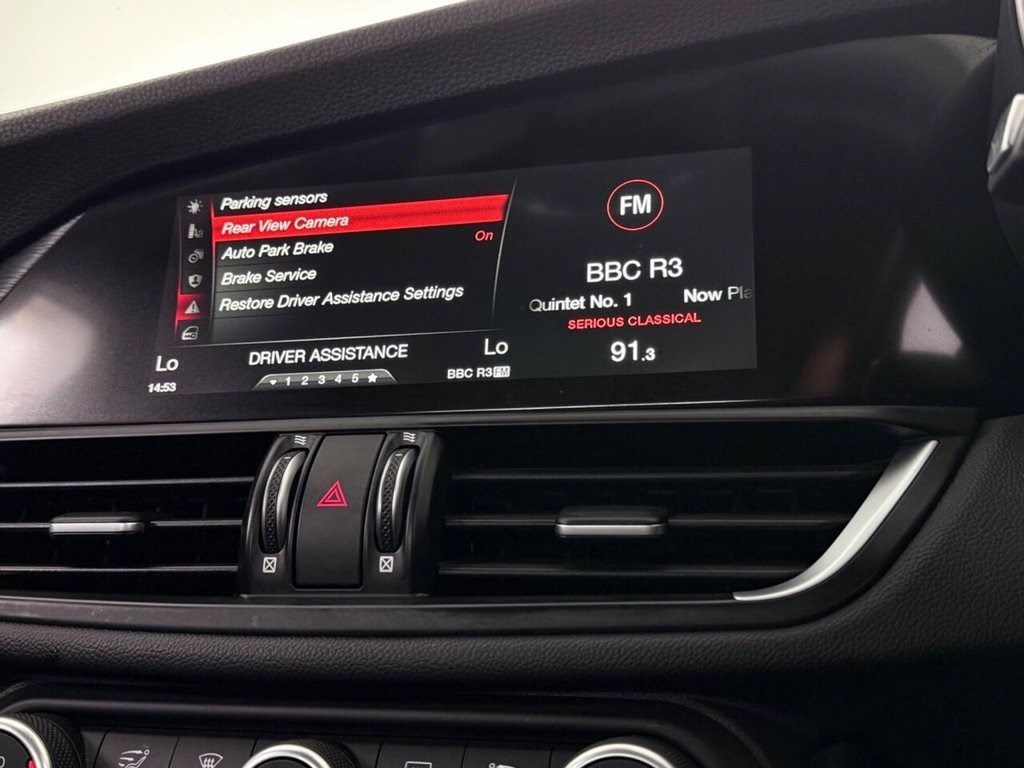 Parking sensors
Rear View Camera
Auto Park Brake
On
Brake Service
Restore Driver Assistance Settings
Lo
DRIVER ASSISTANCE
Lo
14:53
1 2 3 4 5
BBC R3 FM
FM
BBC R3
Quintet No. 1 Now Pla
SERIOUS CLASSICAL
91.3